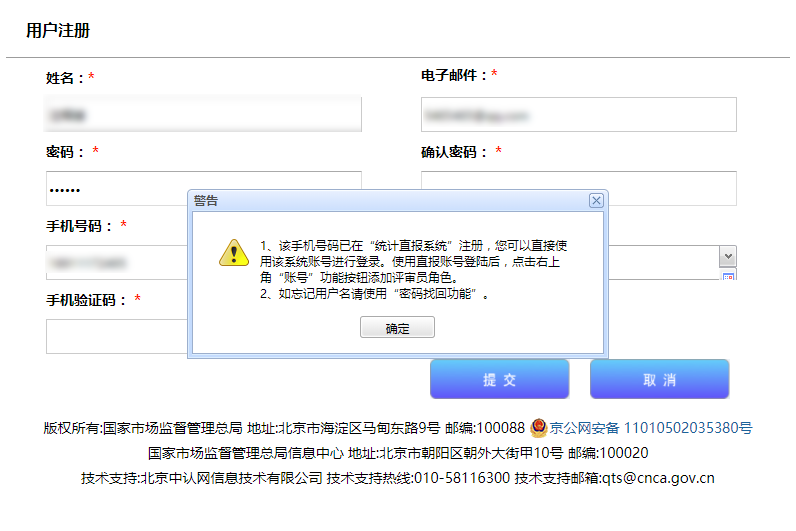 用户注册
姓名：*
电子邮件：*
密码： *
确认密码： *
••••••
手机号码： *
警告
1、该手机号码已在“统计直报系统”注册，您可以直接使
用该系统账号进行登录。使用直报账号登陆后，点击右上
角“账号”功能按钮添加评审员角色。
2、如忘记用户名请使用“密码找回功能”。
确定
手机验证码： *
提 交
取 消
版权所有:国家市场监督管理总局 地址:北京市海淀区马甸东路9号 邮编:100088 京公网安备 11010502035380号
国家市场监督管理总局信息中心 地址:北京市朝阳区朝外大街甲10号 邮编:100020
技术支持:北京中认网信息技术有限公司 技术支持热线:010-58116300 技术支持邮箱:qts@cnca.gov.cn